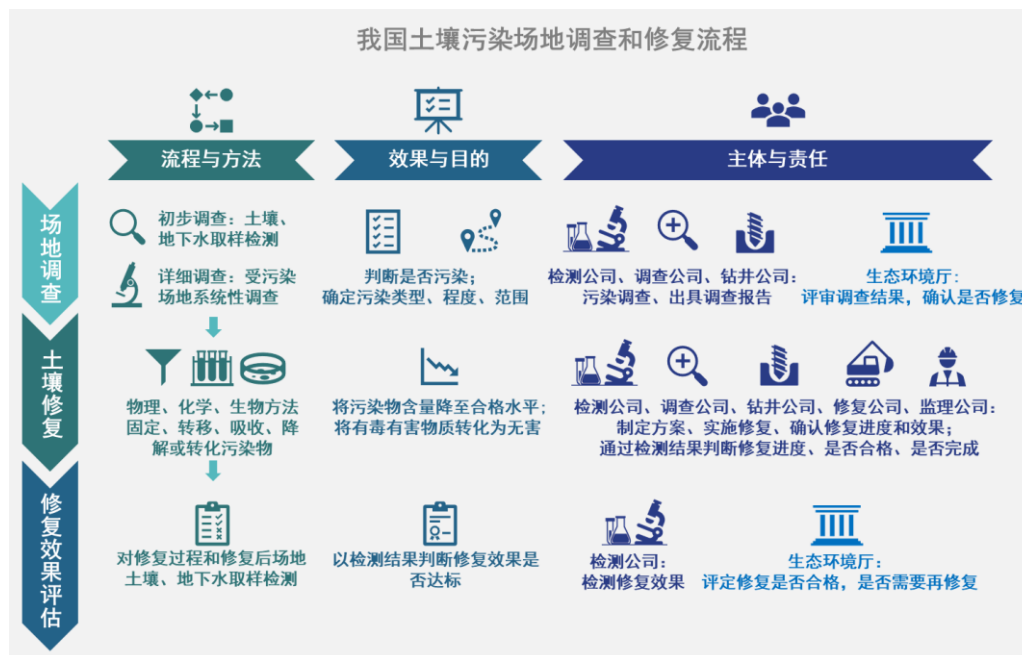 我国土壤污染场地调查和修复流程
流程与方法
效果与目的
主体与责任
场地调查
初步调查：土壤、
地下水取样检测
详细调查：受污染
场地系统性调查
判断是否污染；
确定污染类型、程度、范围
检测公司、调查公司、钻井公司：
污染调查、出具调查报告
生态环境厅：
评审调查结果，确认是否修复
土壤修复
物理、化学、生物方法
固定、转移、吸收、降
解或转化污染物
将污染物含量降至合格水平；
将有毒有害物质转化为无害
检测公司、调查公司、钻井公司、修复公司、监理公司：
制定方案、实施修复、确认修复进度和效果；
通过检测结果判断修复进度、是否合格、是否完成
修复效果评估
对修复过程和修复后场地
土壤、地下水取样检测
以检测结果判断修复效果是
否达标
检测公司：
检测修复效果
生态环境厅：
评定修复是否合格，是否需要再修复